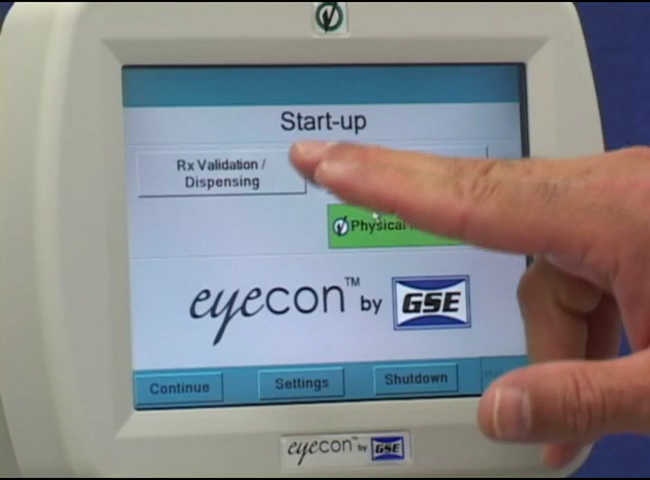 Start-up
Rx Validation /
Dispensing
Physical
eyecon™ by GSE
Continue
Settings
Shutdown
eyecon by GSE